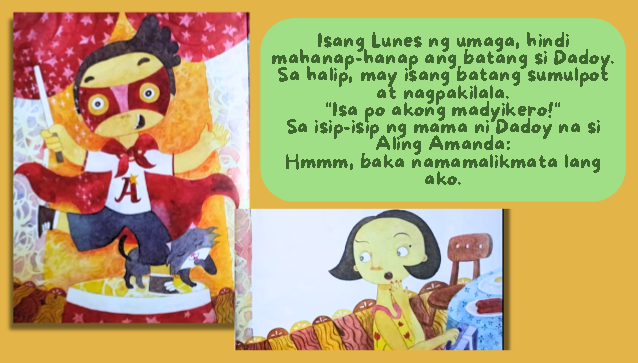 Isang Lunes ng umaga, hindi
mahanap-hanap ang batang si Dadoy.
Sa halip, may isang batang sumulpot
at nagpakilala.
"Isa po akong madyikero!"
Sa isip-isip ng mama ni Dadoy na si
Aling Amanda:
Hmmm, baka namamalikmata lang
ako.
A